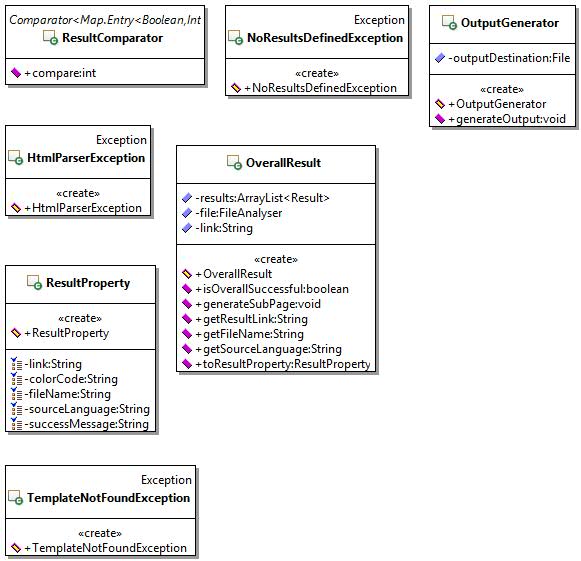 Comparator<Map.Entry<Boolean,Int
ResultComparator
+compare:int
Exception
NoResultsDefinedException
«create»
+NoResultsDefinedException
OutputGenerator
-outputDestination:File
«create»
+OutputGenerator
+generateOutput:void
Exception
HtmlParserException
«create»
+HtmlParserException
OverallResult
-results:ArrayList<Result>
-file:FileAnalyser
-link:String
«create»
+OverallResult
+isOverallSuccessful:boolean
+generateSubPage:void
+getResultLink:String
+getFileName:String
+getSourceLanguage:String
+toResultProperty:ResultProperty
ResultProperty
«create»
+ResultProperty
-link:String
-colorCode:String
-fileName:String
-sourceLanguage:String
-successMessage:String
Exception
TemplateNotFoundException
«create»
+TemplateNotFoundException